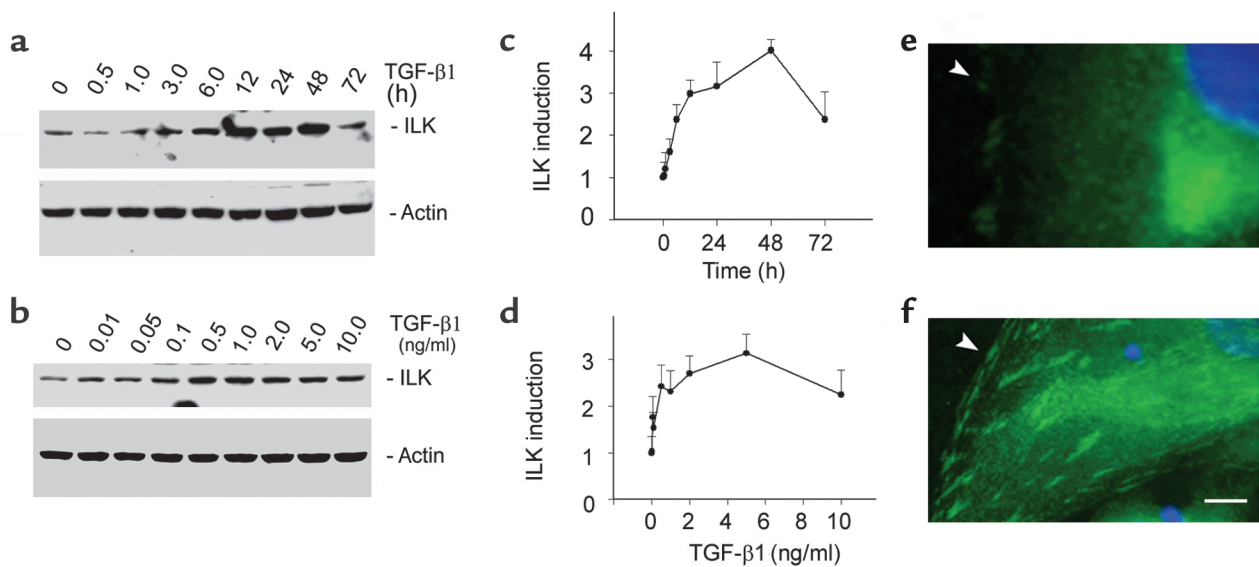 a
0 0.5 1.0 3.0 6.0 12 24 48 72 TGF-β1
(h)
- ILK
- Actin
b
0 0.01 0.05 0.1 0.5 1.0 2.0 5.0 10.0 TGF-β1
(ng/ml)
- ILK
- Actin
c
ILK induction
4
3
2
1
0
0 24 48 72
Time (h)
d
ILK induction
3
2
1
0
0 2 4 6 8 10
TGF-β1 (ng/ml)
e
f